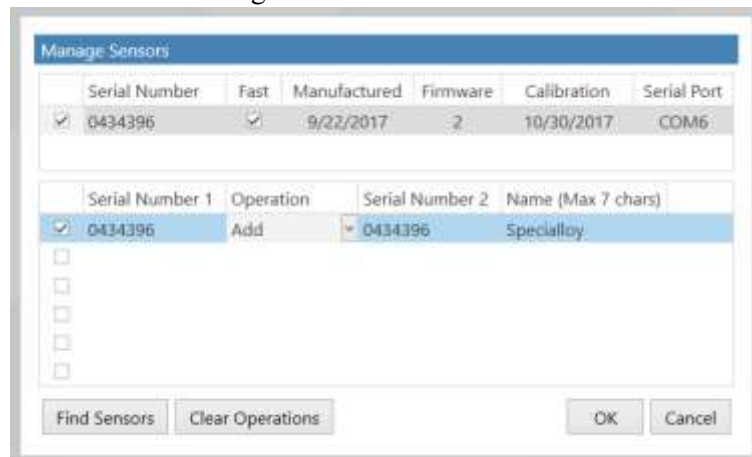 Manage Sensors
Serial Number Fast Manufactured Firmware Calibration Serial Port
0434396 9/22/2017 2 10/30/2017 COM6
Serial Number 1 Operation Serial Number 2 Name (Max 7 chars)
0434396 Add 0434396 Specialloy
Find Sensors Clear Operations OK Cancel